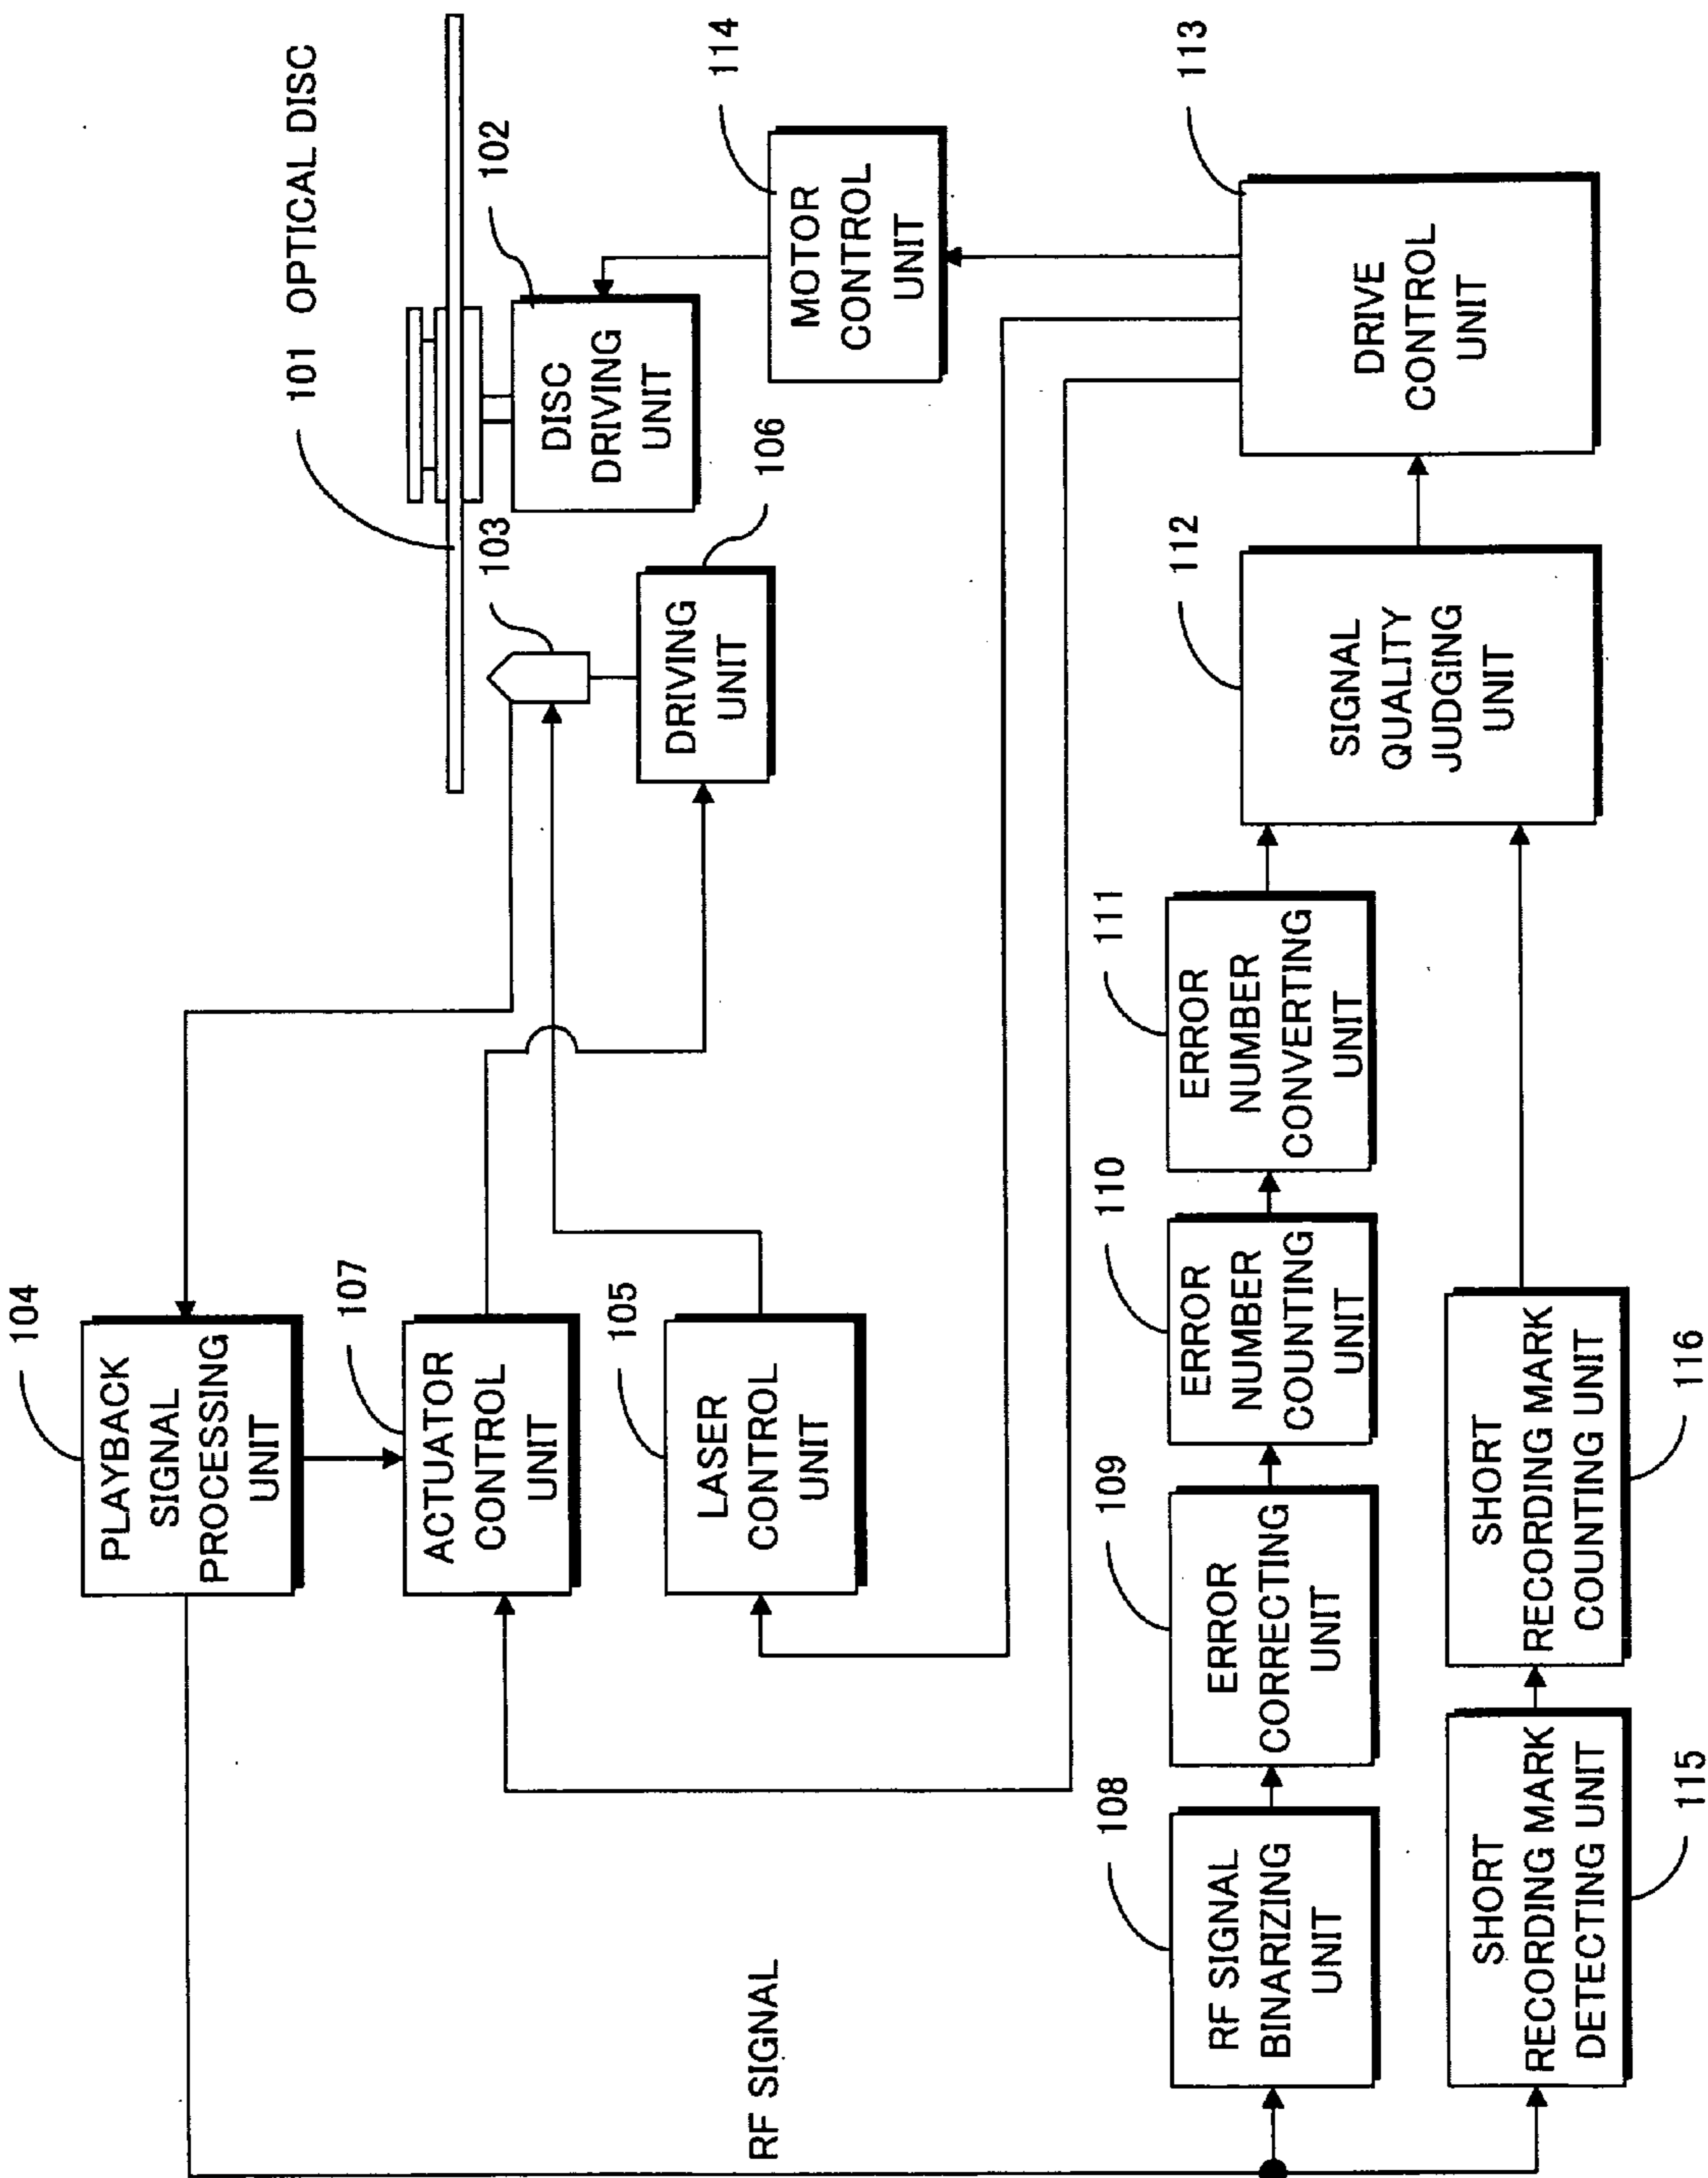 101 OPTICAL DISC
102
DISC
DRIVING
UNIT
103
106
DRIVING
UNIT
114
MOTOR
CONTROL
UNIT
104
PLAYBACK
SIGNAL
PROCESSING
UNIT
107
ACTUATOR
CONTROL
UNIT
105
LASER
CONTROL
UNIT
RF SIGNAL
108
RF SIGNAL
BINARIZING
UNIT
109
ERROR
CORRECTING
UNIT
110
ERROR
NUMBER
COUNTING
UNIT
111
ERROR
NUMBER
CONVERTING
UNIT
112
SIGNAL
QUALITY
JUDGING
UNIT
113
DRIVE
CONTROL
UNIT
SHORT
RECORDING MARK
DETECTING UNIT
115
SHORT
RECORDING MARK
COUNTING UNIT
116